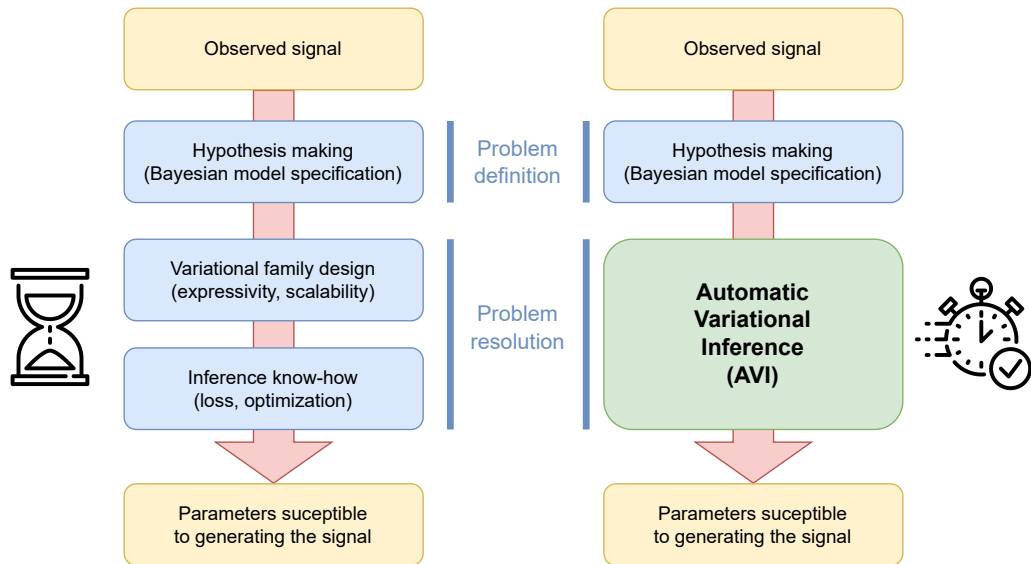 Observed signal
Observed signal
Hypothesis making
(Bayesian model specification)
Problem
definition
Hypothesis making
(Bayesian model specification)
Variational family design
(expressivity, scalability)
Inference know-how
(loss, optimization)
Problem
resolution
Automatic
Variational
Inference
(AVI)
Parameters suceptible
to generating the signal
Parameters suceptible
to generating the signal